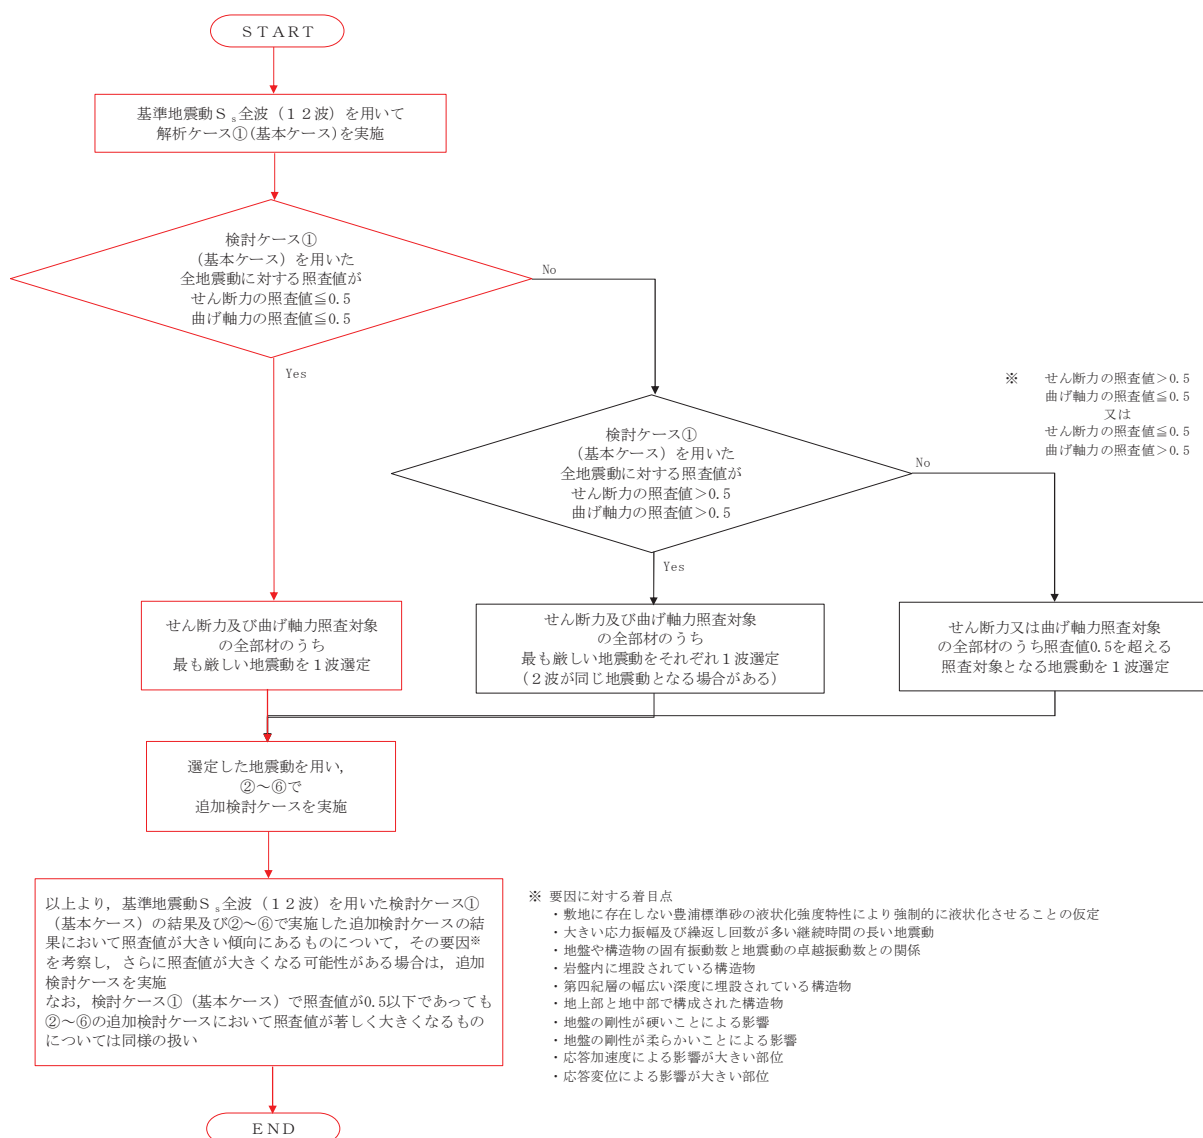 ＳＴＡＲＴ
基準地震動Ｓｓ全波（１２波）を用いて
解析ケース①(基本ケース)を実施
検討ケース①
（基本ケース）を用いた
全地震動に対する照査値が
せん断力の照査値≦0.5
曲げ軸力の照査値≦0.5
No
Yes
※　せん断力の照査値＞0.5
曲げ軸力の照査値≦0.5
又は
せん断力の照査値≦0.5
曲げ軸力の照査値＞0.5
検討ケース①
（基本ケース）を用いた
全地震動に対する照査値が
せん断力の照査値＞0.5
曲げ軸力の照査値＞0.5
No
Yes
せん断力及び曲げ軸力照査対象
の全部材のうち
最も厳しい地震動を１波選定
せん断力及び曲げ軸力照査対象
の全部材のうち
最も厳しい地震動をそれぞれ１波選定
（２波が同じ地震動となる場合がある）
せん断力又は曲げ軸力照査対象
の全部材のうち照査値0.5を超える
照査対象となる地震動を１波選定
選定した地震動を用い，
②～⑥で
追加検討ケースを実施
以上より，基準地震動Ｓｓ全波（１２波）を用いた検討ケース①
（基本ケース）の結果及び②～⑥で実施した追加検討ケースの結
果において照査値が大きい傾向にあるものについて，その要因※
を考察し，さらに照査値が大きくなる可能性がある場合は，追加
検討ケースを実施
なお，検討ケース①（基本ケース）で照査値が0.5以下であっても
②～⑥の追加検討ケースにおいて照査値が著しく大きくなるもの
については同様の扱い
※ 要因に対する着目点
・敷地に存在しない豊浦標準砂の液状化強度特性により強制的に液状化させることの仮定
・大きい応力振幅及び繰返し回数が多い継続時間の長い地震動
・地盤や構造物の固有振動数と地震動の卓越振動数との関係
・岩盤内に埋設されている構造物
・第四紀層の幅広い深度に埋設されている構造物
・地上部と地中部で構成された構造物
・地盤の剛性が硬いことによる影響
・地盤の剛性が柔らかいことによる影響
・応答加速度による影響が大きい部位
・応答変位による影響が大きい部位
ＥＮＤ